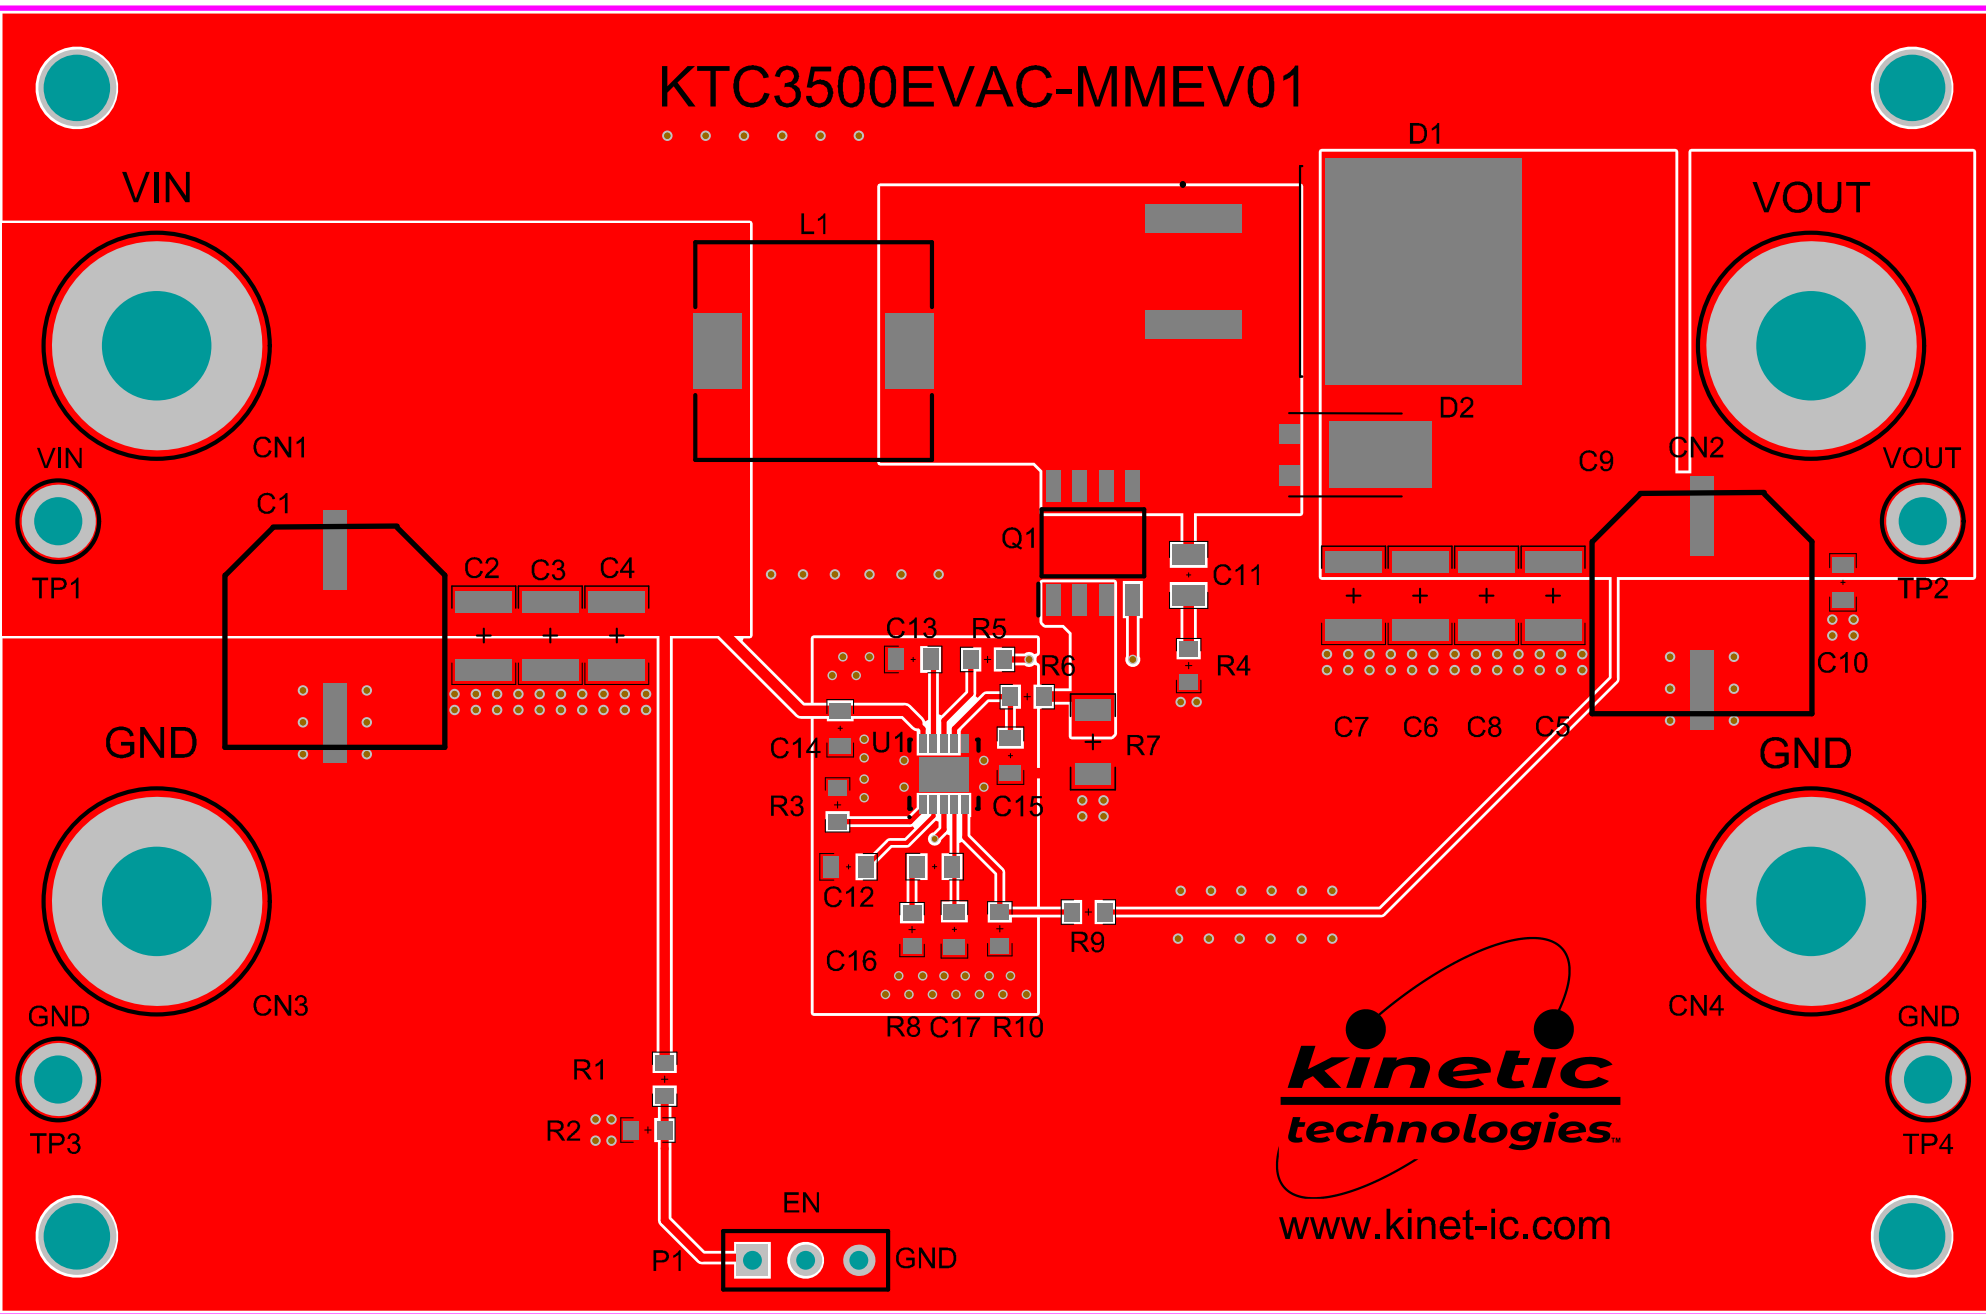 KTC3500EVAC-MMEV01
D1
VIN
VOUT
L1
D2
CN1
CN2
VIN
C9
VOUT
C1
Q1
C2
C3
C4
C11
TP1
TP2
C13
R5
R6
R4
C10
GND
C14
U1
R7
C7
C6
C8
C5
GND
R3
C15
C12
R9
C16
CN3
CN4
GND
R8
C17
R10
GND
kinetic
technologies™
R1
R2
TP3
TP4
EN
www.kinet-ic.com
P1
GND